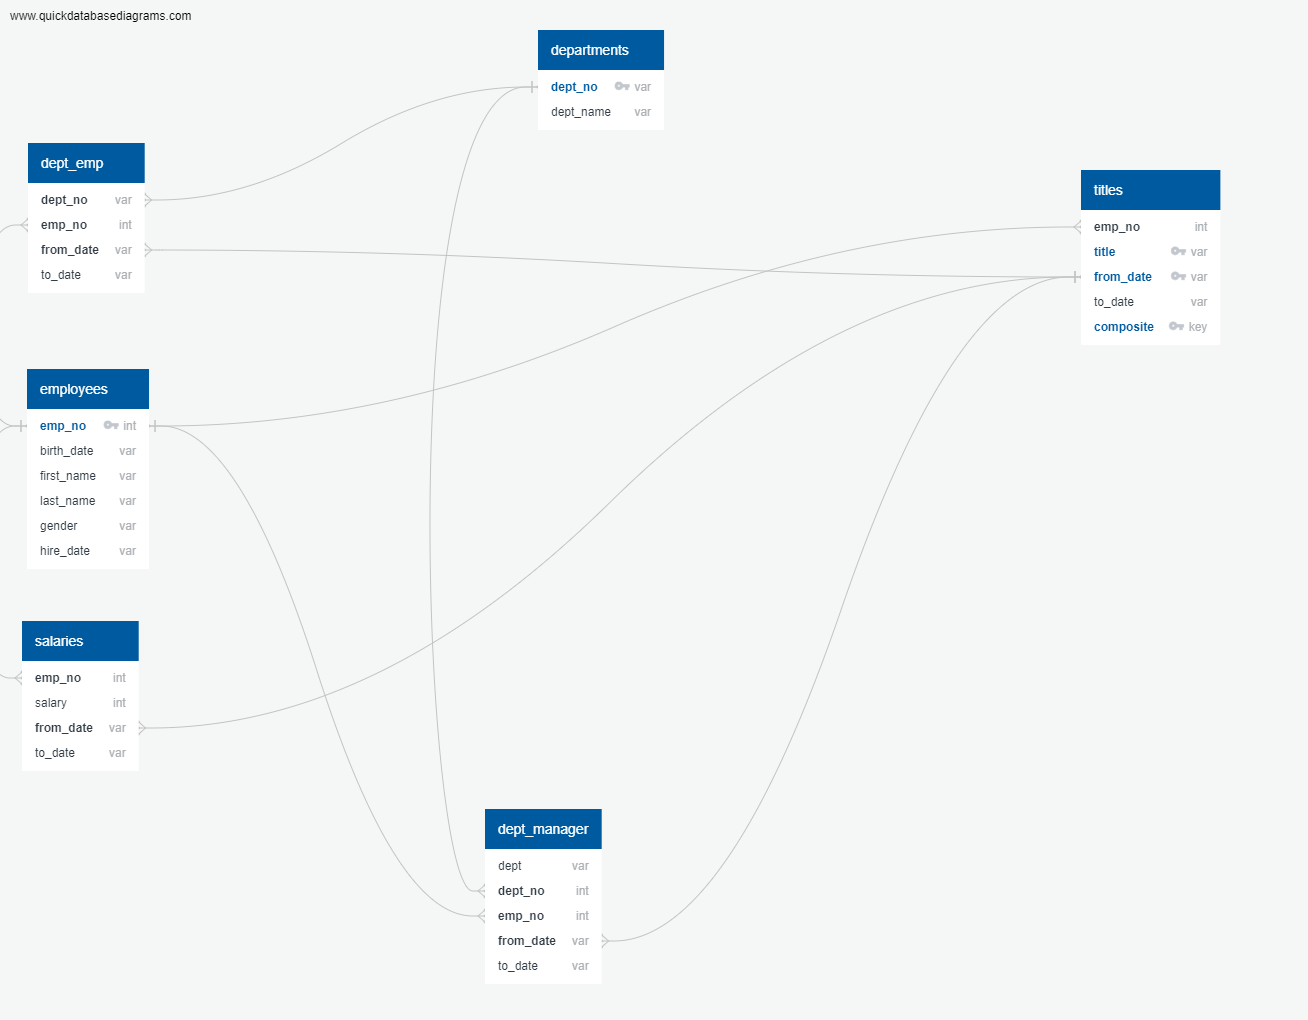 www.quickdatabasediagrams.com
departments
dept_no var
dept_name var
dept_emp
dept_no var
emp_no int
from_date var
to_date var
titles
emp_no int
title var
from_date var
to_date var
composite key
employees
emp_no int
birth_date var
first_name var
last_name var
gender var
hire_date var
salaries
emp_no int
salary int
from_date var
to_date var
dept_manager
dept var
dept_no int
emp_no int
from_date var
to_date var